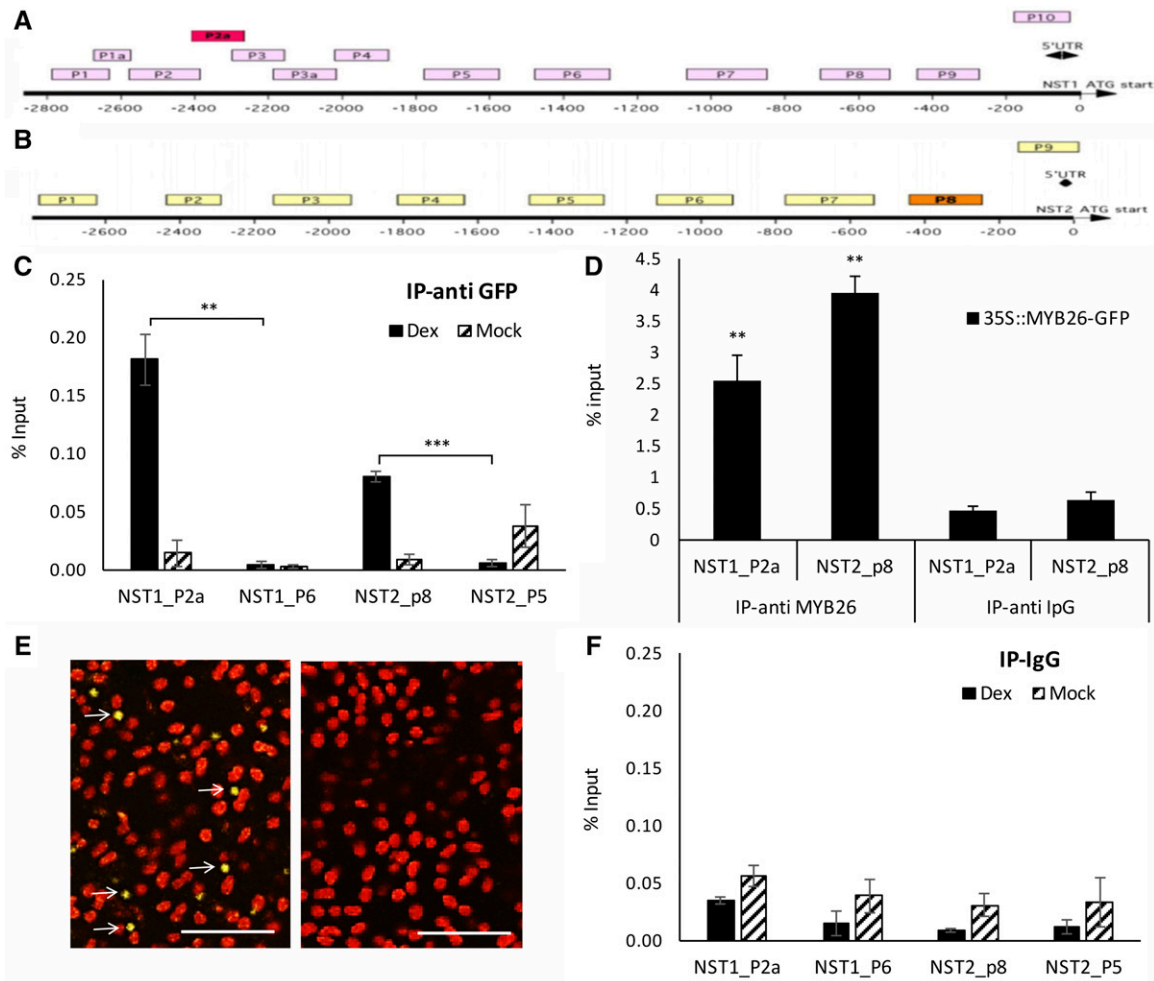 A
P10
P2a
P1a
P3
P4
5'UTR
P1
P2
P3a
P5
P6
P7
P8
P9
NST1 ATG start
-2800
-2600
-2400
-2200
-2000
-1800
-1600
-1400
-1200
-1000
-800
-600
-400
-200
0
B
P9
5'UTR
P1
P2
P3
P4
P5
P6
P7
P8
NST2 ATG start
-2600
-2400
-2200
-2000
-1800
-1600
-1400
-1200
-1000
-800
-600
-400
-200
0
C
IP-anti GFP
Dex
Mock
**
***
% Input
0.25
0.20
0.15
0.10
0.05
0.00
NST1_P2a
NST1_P6
NST2_p8
NST2_P5
D
35S::MYB26-GFP
**
**
% input
4.5
4
3.5
3
2.5
2
1.5
1
0.5
0
NST1_P2a
NST2_p8
NST1_P2a
NST2_p8
IP-anti MYB26
IP-anti IpG
E
F
IP-IgG
Dex
Mock
% Input
0.25
0.20
0.15
0.10
0.05
0.00
NST1_P2a
NST1_P6
NST2_p8
NST2_P5